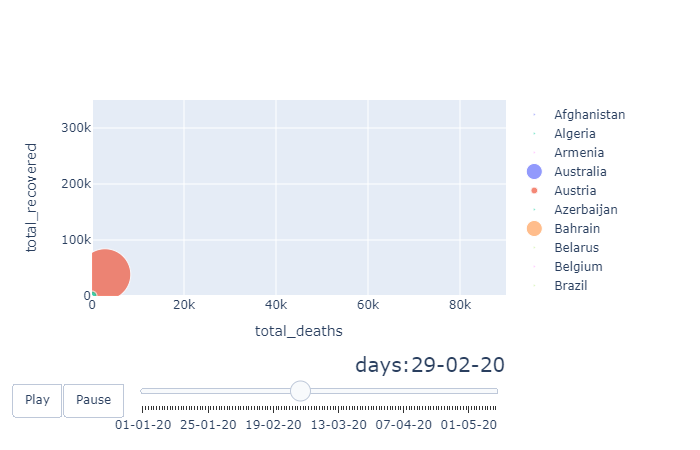 300k
200k
100k
0
0
20k
40k
60k
80k
total_recovered
total_deaths
Afghanistan
Algeria
Armenia
Australia
Austria
Azerbaijan
Bahrain
Belarus
Belgium
Brazil
days:29-02-20
Play
Pause
01-01-20
25-01-20
19-02-20
13-03-20
07-04-20
01-05-20